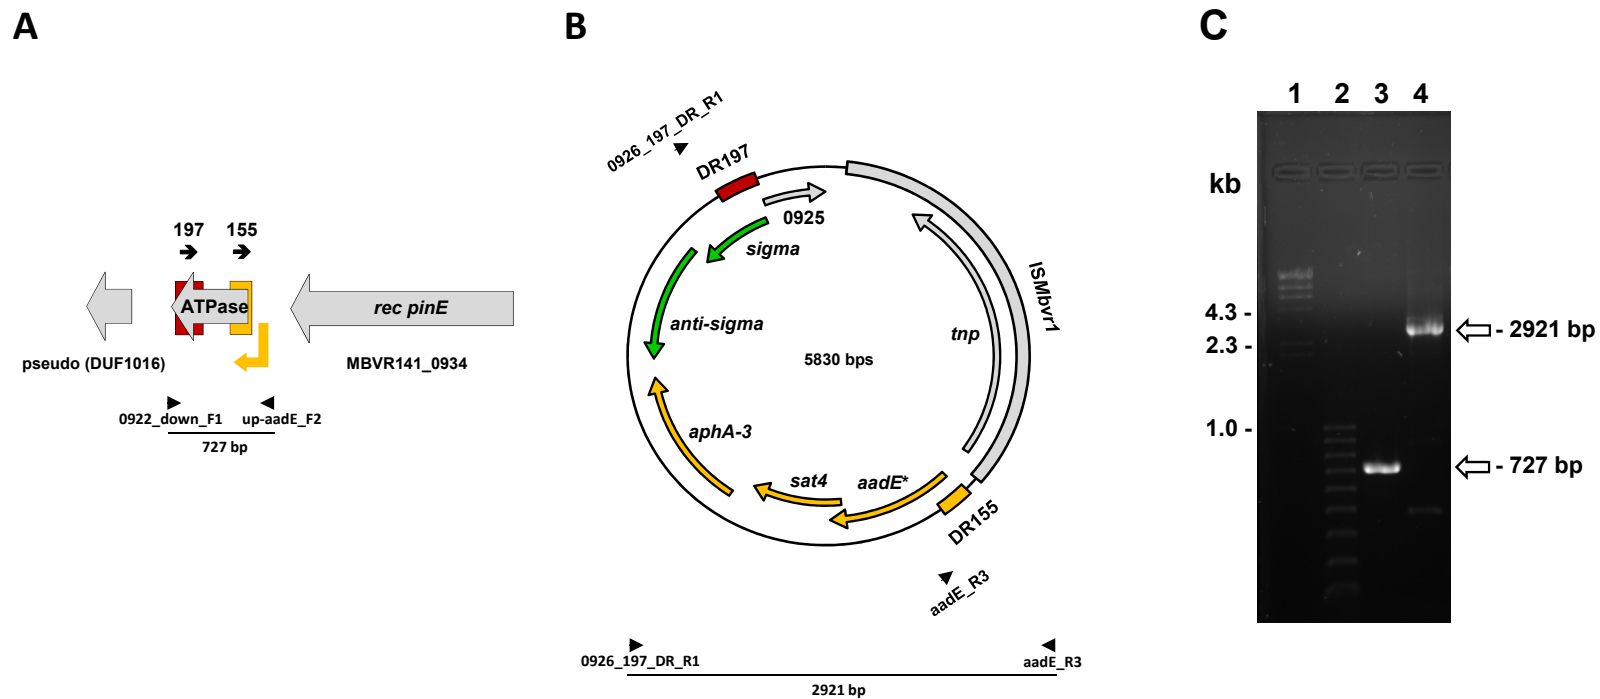 A
197 155
ATPase
rec pinE
pseudo (DUF1016)
MBVR141_0934
0922_down_F1
up-aadE_F2
727 bp
B
0926_197_DR_R1
DR197
0925
sigma
anti-sigma
ISMbvr1
tnp
5830 bps
aphA-3
sat4
aadE*
DR155
aadE_R3
0926_197_DR_R1
aadE_R3
2921 bp
C
1 2 3 4
kb
4.3 -
2.3 -
1.0 -
- 2921 bp
- 727 bp